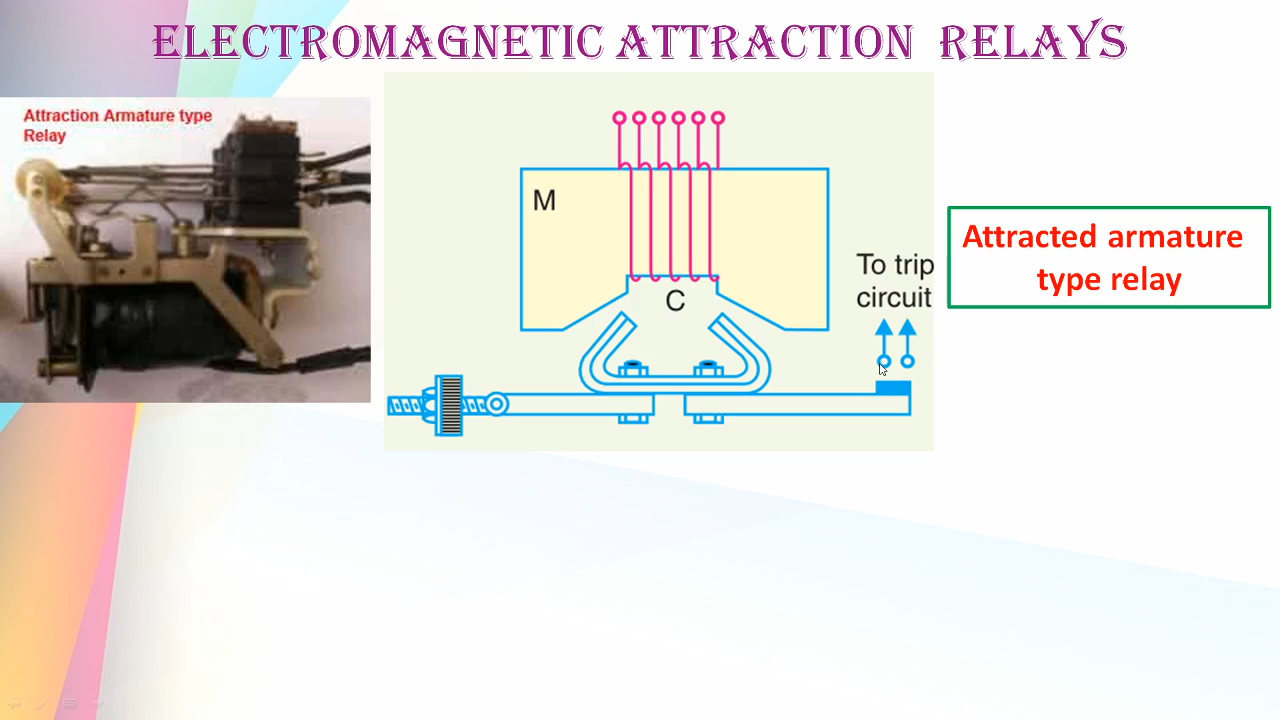 ELECTROMAGNETIC ATTRACTION RELAYS
Attraction Armature type
Relay
M
C
To trip
circuit
Attracted armature
type relay